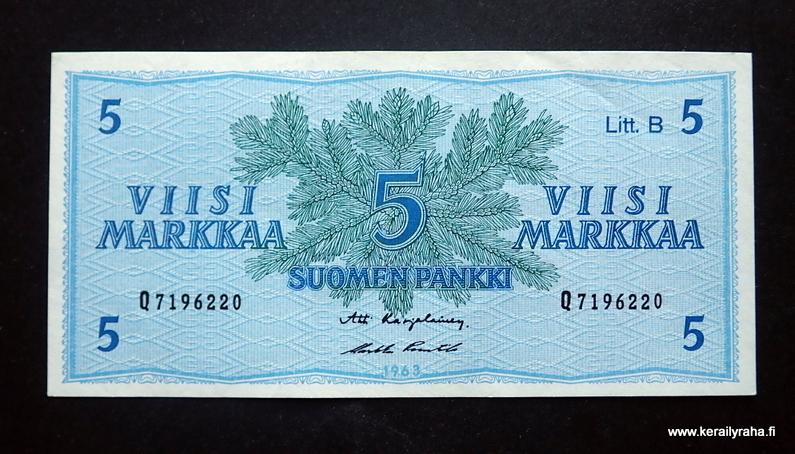 5 Litt. B 5
5
VIISI VIISI
MARKKAA MARKKAA
SUOMEN PANKKI
Q7196220 Q7196220
5 5
1963
www.kerailyraha.fi